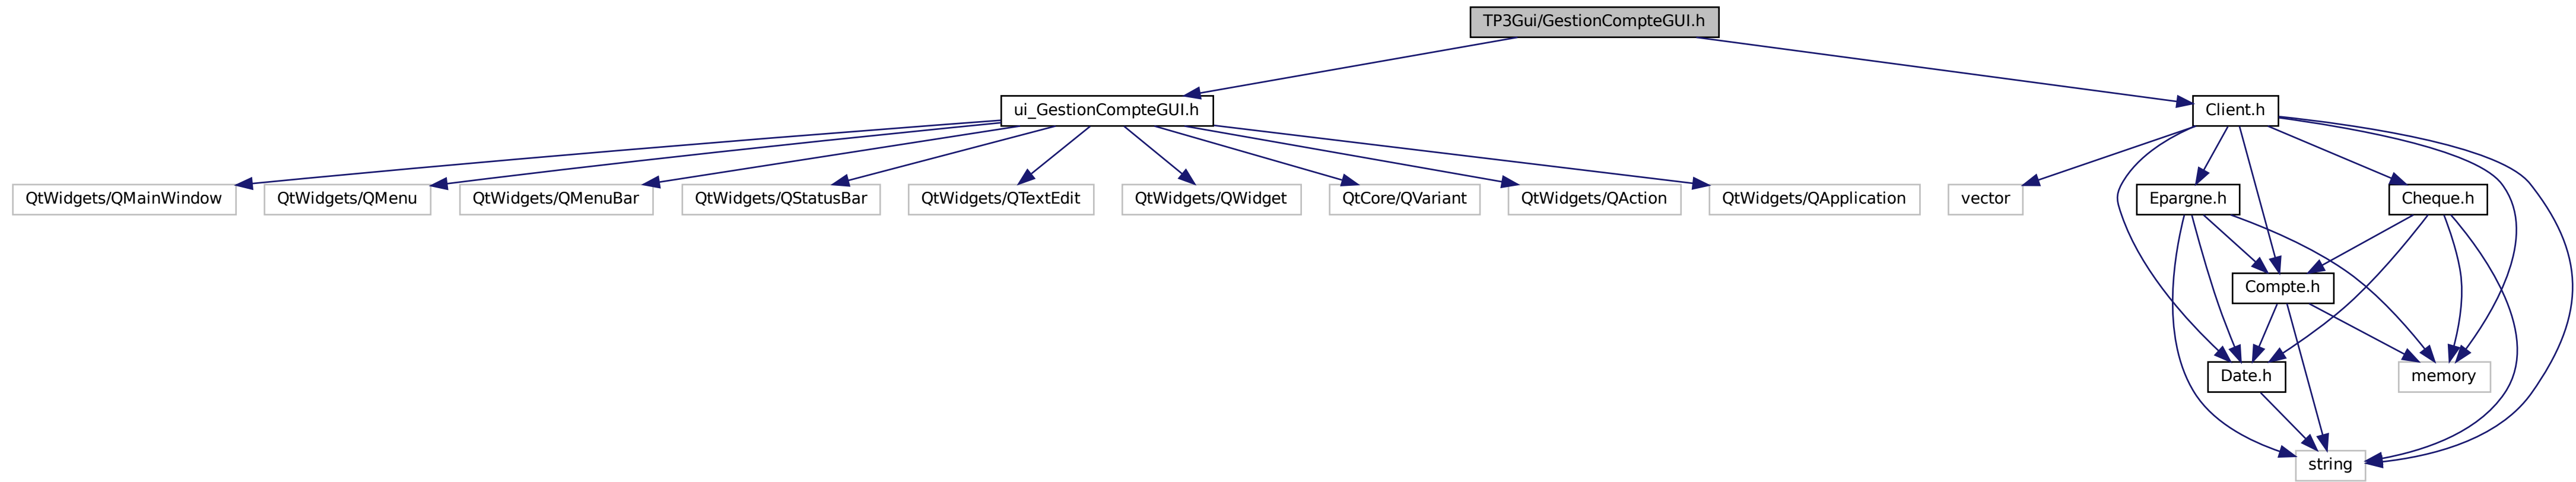 TP3Gui/GestionCompteGUI.h
ui_GestionCompteGUI.h
Client.h
QtWidgets/QMainWindow
QtWidgets/QMenu
QtWidgets/QMenuBar
QtWidgets/QStatusBar
QtWidgets/QTextEdit
QtWidgets/QWidget
QtCore/QVariant
QtWidgets/QAction
QtWidgets/QApplication
vector
Epargne.h
Cheque.h
Compte.h
Date.h
memory
string